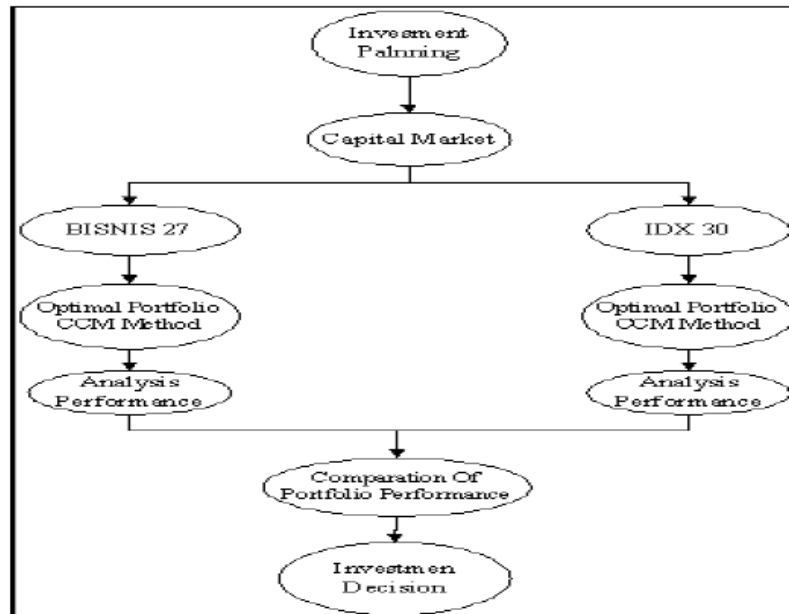 Invesment
Palnning
Capital Market
BISNIS 27
IDX 30
Optimal Portfolio
CCM Method
Optimal Portfolio
CCM Method
Analysis
Performance
Analysis
Performance
Comparation Of
Portfolio Performance
Investmen
Decision